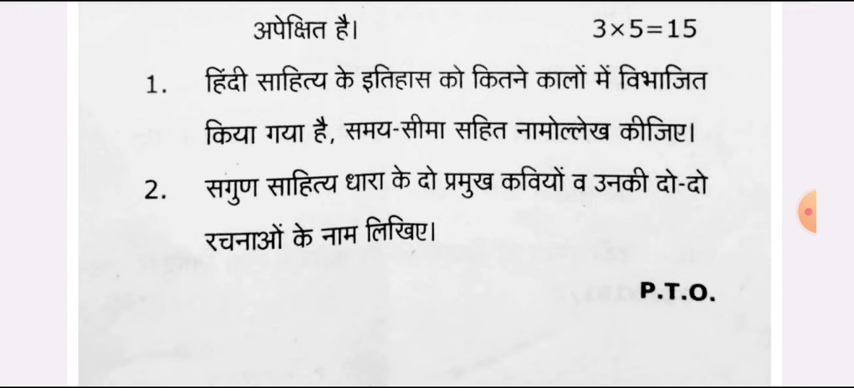 अपेक्षित है। 3×5=15
1. हिंदी साहित्य के इतिहास को कितने कालों में विभाजित
किया गया है, समय-सीमा सहित नामोल्लेख कीजिए।
2. सगुण साहित्य धारा के दो प्रमुख कवियों व उनकी दो-दो
रचनाओं के नाम लिखिए।
P.T.O.